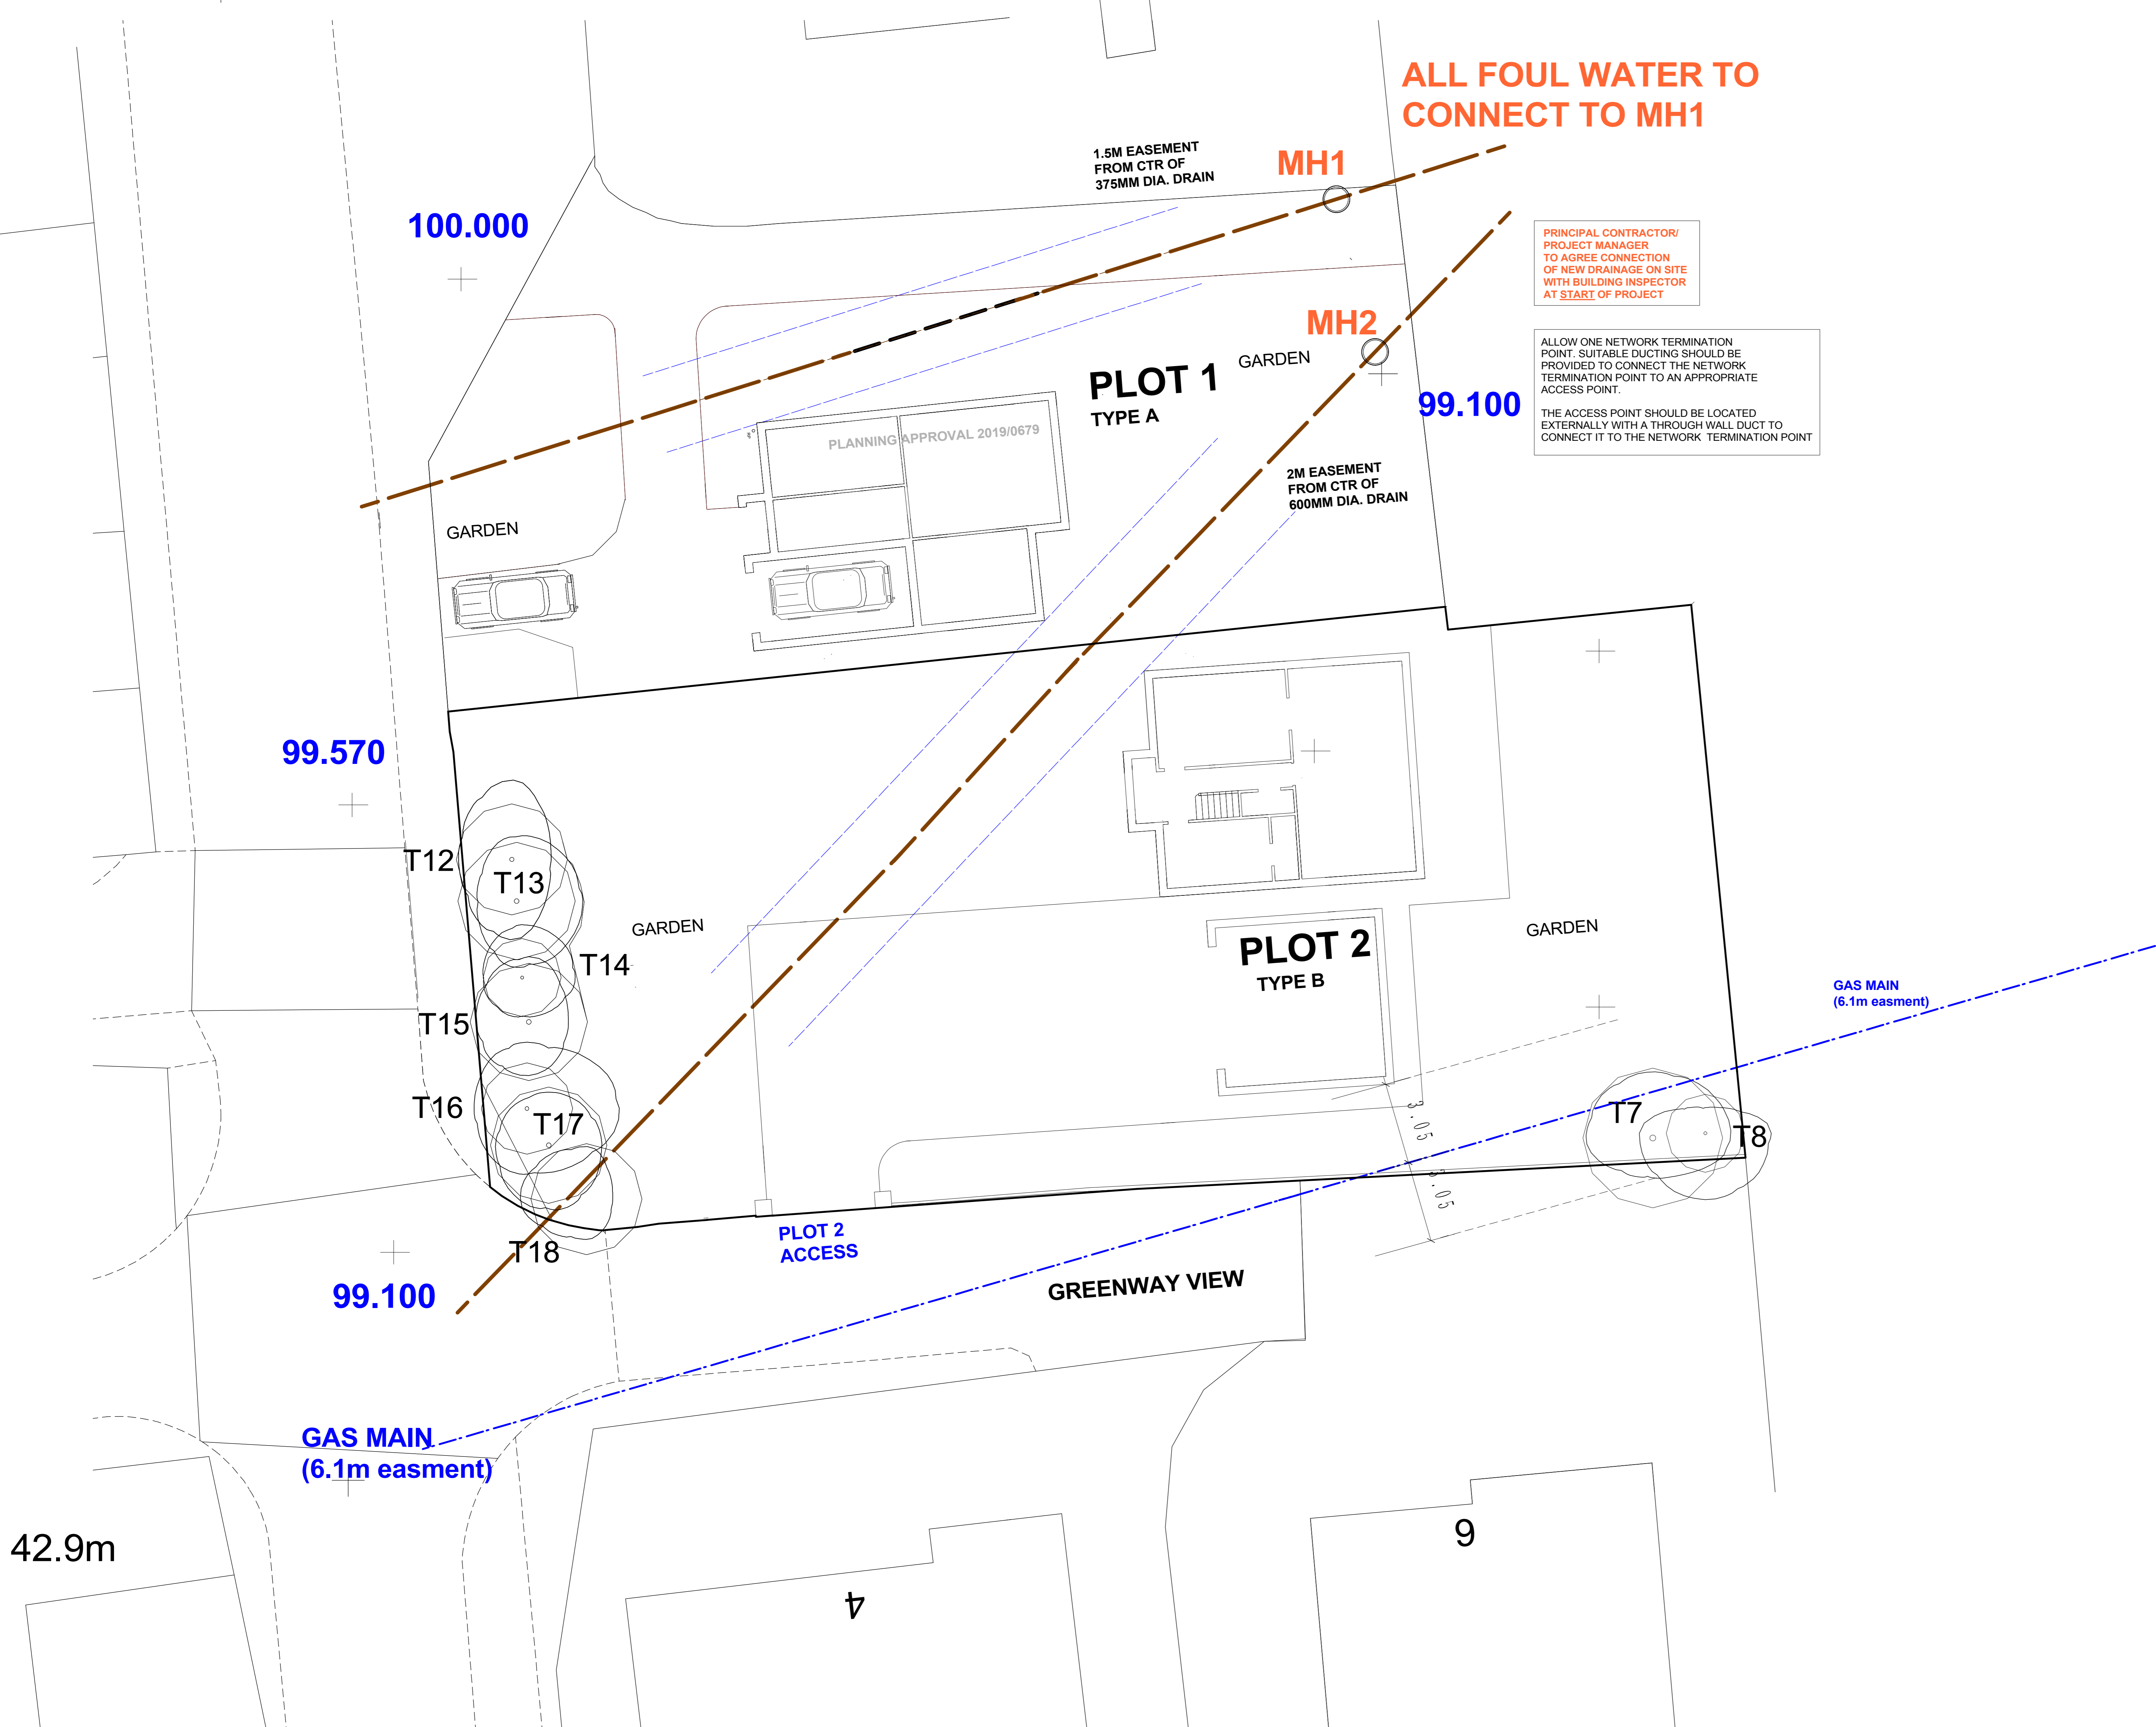 ALL FOUL WATER TO
CONNECT TO MH1
1.5M EASEMENT
FROM CTR OF
375MM DIA. DRAIN
MH1
100.000
PRINCIPAL CONTRACTOR/
PROJECT MANAGER
TO AGREE CONNECTION
OF NEW DRAINAGE ON SITE
WITH BUILDING INSPECTOR
AT START OF PROJECT
MH2
ALLOW ONE NETWORK TERMINATION
POINT. SUITABLE DUCTING SHOULD BE
PROVIDED TO CONNECT THE NETWORK
TERMINATION POINT TO AN APPROPRIATE
ACCESS POINT.
THE ACCESS POINT SHOULD BE LOCATED
EXTERNALLY WITH A THROUGH WALL DUCT TO
CONNECT IT TO THE NETWORK TERMINATION POINT
GARDEN
PLOT 1
TYPE A
99.100
PLANNING APPROVAL 2019/0679
2M EASEMENT
FROM CTR OF
600MM DIA. DRAIN
GARDEN
99.570
T12
T13
GARDEN
GARDEN
PLOT 2
TYPE B
T14
T15
GAS MAIN
(6.1m easment)
T16
T17
T7
T8
3.05
3.05
PLOT 2
ACCESS
T18
GREENWAY VIEW
99.100
GAS MAIN
(6.1m easment)
42.9m
4
9